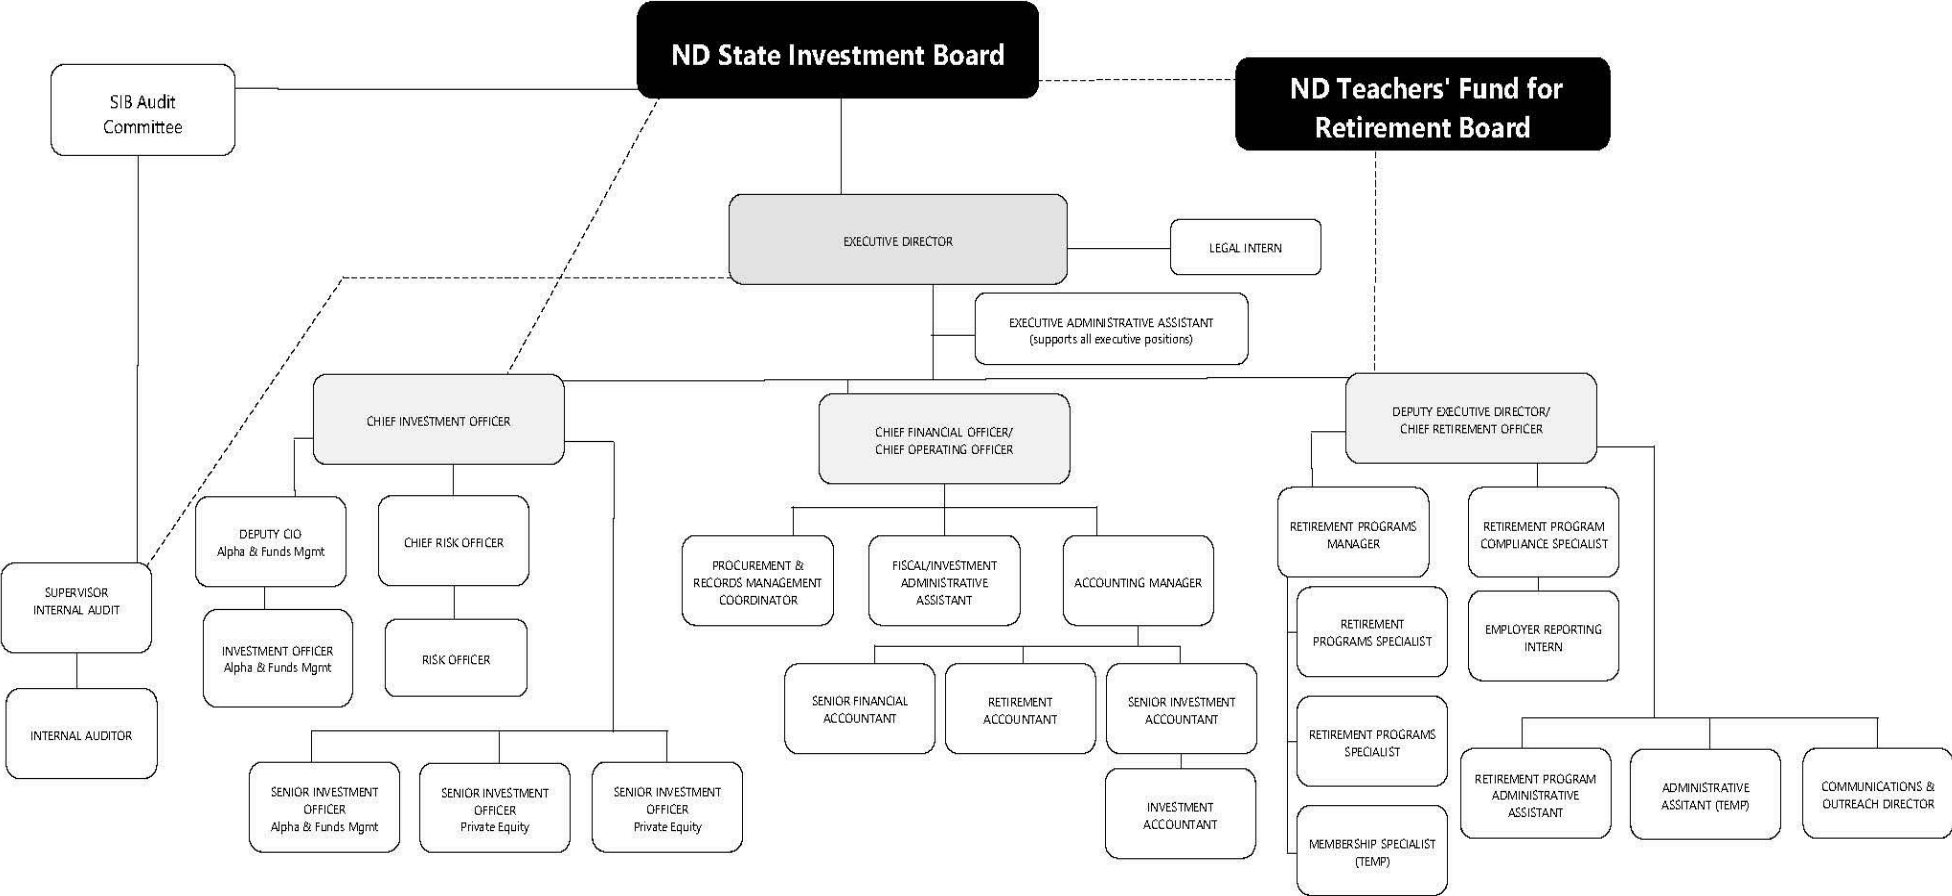 ND State Investment Board
ND Teachers' Fund for
Retirement Board
SIB Audit
Committee
EXECUTIVE DIRECTOR
LEGAL INTERN
EXECUTIVE ADMINISTRATIVE ASSISTANT
(supports all executive positions)
CHIEF INVESTMENT OFFICER
CHIEF FINANCIAL OFFICER/
CHIEF OPERATING OFFICER
DEPUTY EXECUTIVE DIRECTOR/
CHIEF RETIREMENT OFFICER
SUPERVISOR
INTERNAL AUDIT
INTERNAL AUDITOR
DEPUTY CIO
Alpha & Funds Mgmt
INVESTMENT OFFICER
Alpha & Funds Mgmt
CHIEF RISK OFFICER
RISK OFFICER
SENIOR INVESTMENT
OFFICER
Alpha & Funds Mgmt
SENIOR INVESTMENT
OFFICER
Private Equity
SENIOR INVESTMENT
OFFICER
Private Equity
PROCUREMENT &
RECORDS MANAGEMENT
COORDINATOR
FISCAL/INVESTMENT
ADMINISTRATIVE
ASSISTANT
ACCOUNTING MANAGER
SENIOR FINANCIAL
ACCOUNTANT
RETIREMENT
ACCOUNTANT
SENIOR INVESTMENT
ACCOUNTANT
INVESTMENT
ACCOUNTANT
RETIREMENT PROGRAMS
MANAGER
RETIREMENT
PROGRAMS SPECIALIST
RETIREMENT PROGRAMS
SPECIALIST
MEMBERSHIP SPECIALIST
(TEMP)
RETIREMENT PROGRAM
COMPLIANCE SPECIALIST
EMPLOYER REPORTING
INTERN
RETIREMENT PROGRAM
ADMINISTRATIVE
ASSISTANT
ADMINISTRATIVE
ASSITANT (TEMP)
COMMUNICATIONS &
OUTREACH DIRECTOR